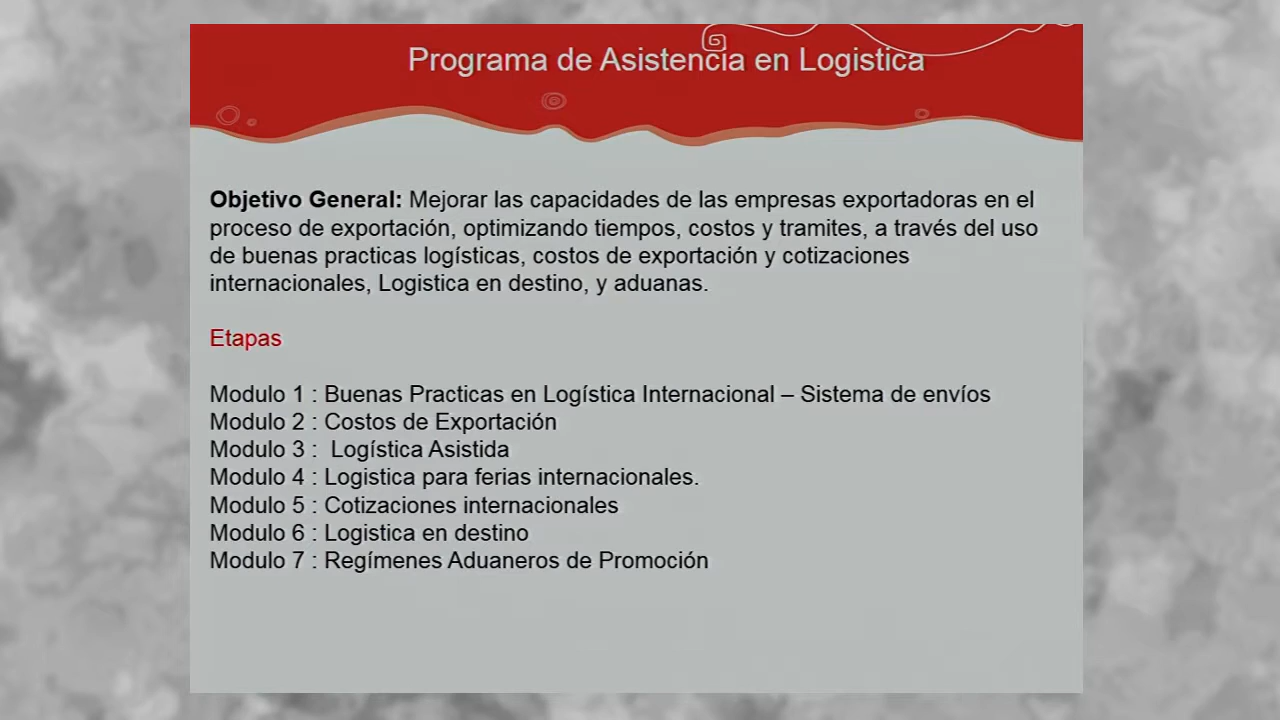 Programa de Asistencia en Logistica
Objetivo General: Mejorar las capacidades de las empresas exportadoras en el
proceso de exportación, optimizando tiempos, costos y tramites, a través del uso
de buenas practicas logísticas, costos de exportación y cotizaciones
internacionales, Logistica en destino, y aduanas.
Etapas
Modulo 1 : Buenas Practicas en Logística Internacional – Sistema de envíos
Modulo 2 : Costos de Exportación
Modulo 3 :  Logística Asistida
Modulo 4 : Logistica para ferias internacionales.
Modulo 5 : Cotizaciones internacionales
Modulo 6 : Logistica en destino
Modulo 7 : Regímenes Aduaneros de Promoción